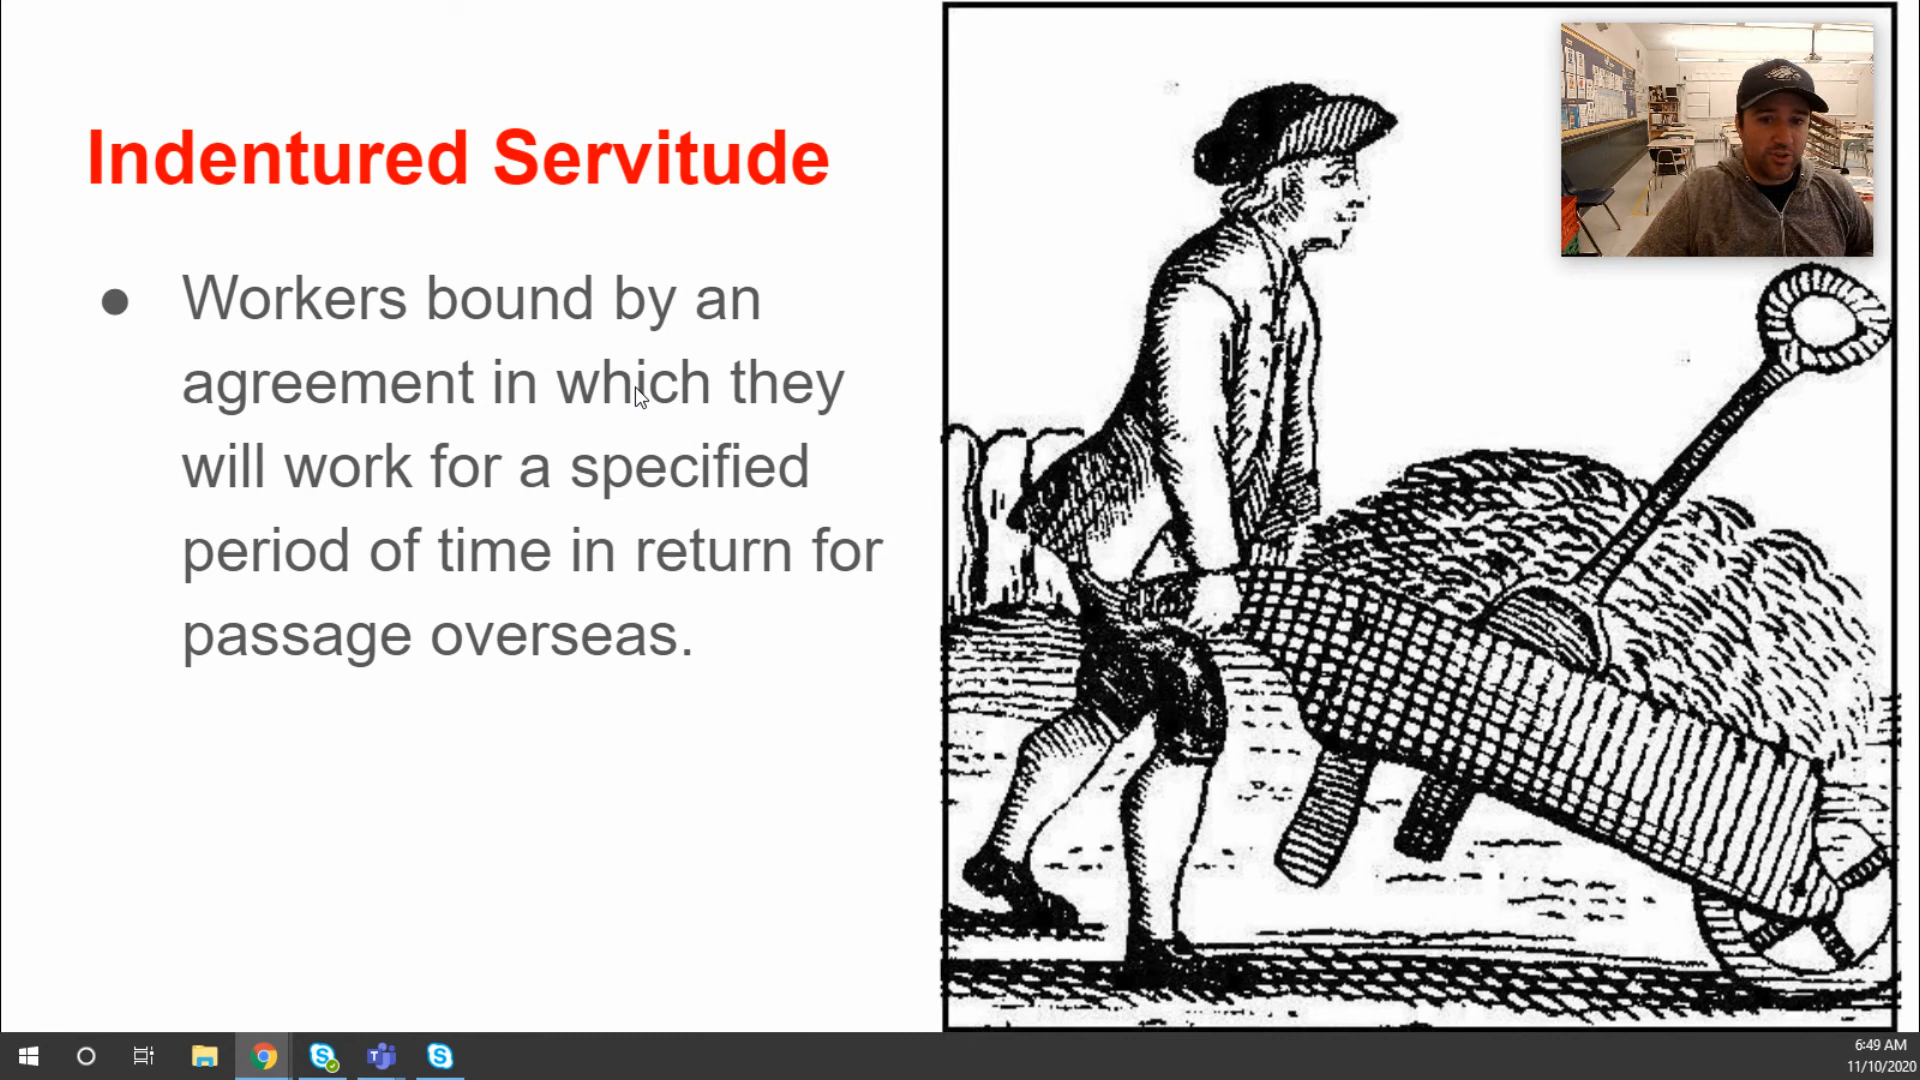 Indentured Servitude
● Workers bound by an
agreement in which they
will work for a specified
period of time in return for
passage overseas.
6:49 AM
11/10/2020